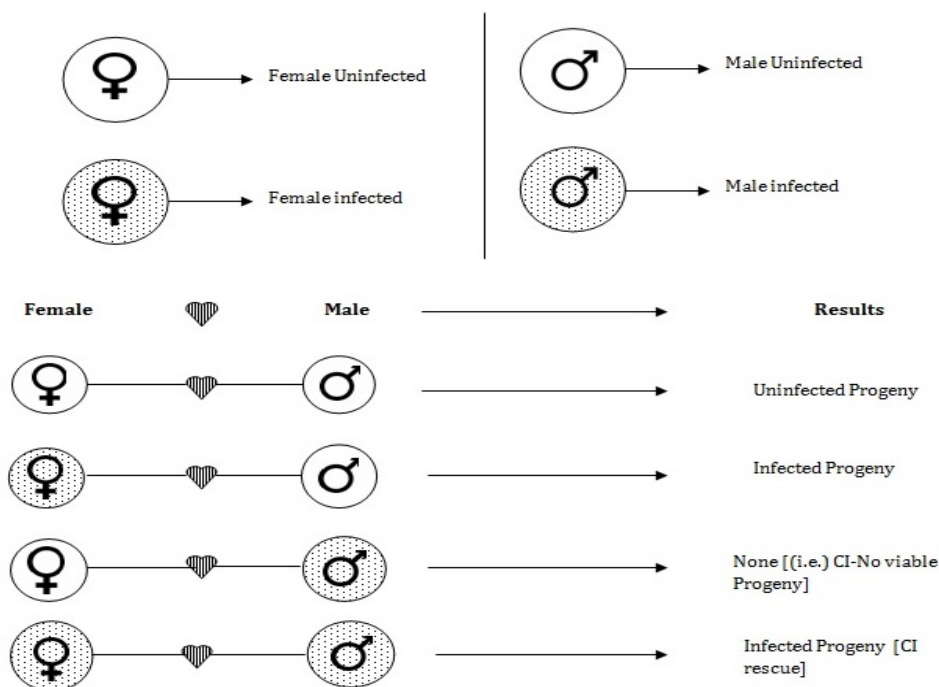 Female Uninfected
Male Uninfected
Female infected
Male infected
Female Male Results
Uninfected Progeny
Infected Progeny
None [(i.e.) CI-No viable
Progeny]
Infected Progeny [CI
rescue]